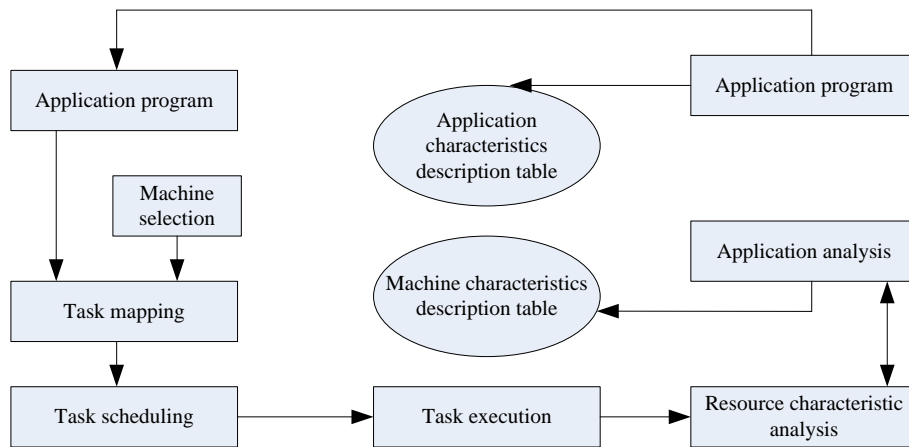 Application program
Application program
Application
characteristics
description table
Machine
selection
Application analysis
Machine characteristics
description table
Task mapping
Task scheduling
Task execution
Resource characteristic
analysis